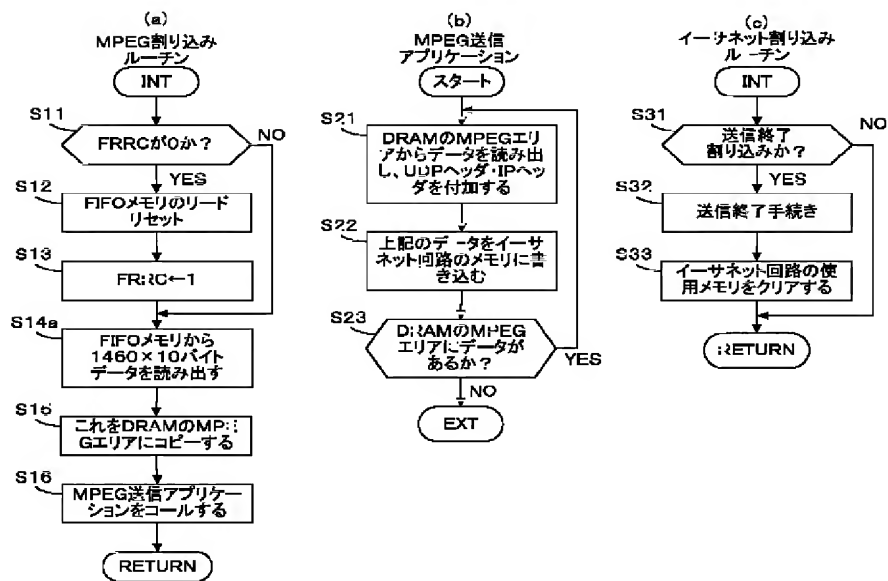 (a)
MPEG割り込み
ルーチン
INT
S11
FRRCが0か?
NO
YES
S12
FIFOメモリのリード
リセット
S13
FRRC←1
S14a
FIFOメモリから
1460×10バイト
データを読み出す
S15
これをDRAMのMPE
Gエリアにコピーする
S16
MPEG送信アプリケー
ションをコールする
RETURN
(b)
MPEG送信
アプリケーション
スタート
S21
DRAMのMPEGエリ
アからデータを読み出
し、UDPヘッダ・IPヘッ
ダを付加する
S22
上記のデータをイーサ
ネット回路のメモリに書
き込む
S23
DRAMのMPEG
エリアにデータが
あるか?
YES
NO
EXT
(c)
イーサネット割り込み
ルーチン
INT
S31
送信終了
割り込みか?
NO
YES
S32
送信終了手続き
S33
イーサネット回路の使
用メモリをクリアする
RETURN